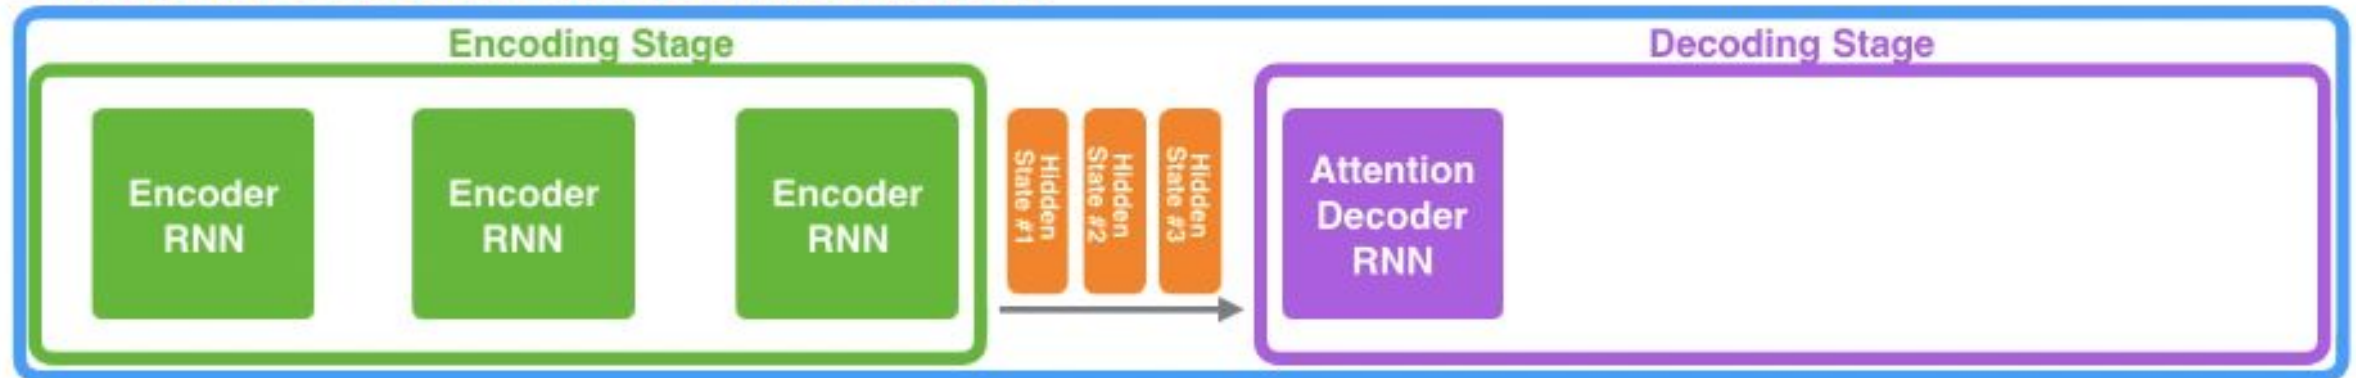 Encoding Stage
Decoding Stage
Encoder
RNN
Encoder
RNN
Encoder
RNN
Hidden
State #1
Hidden
State #2
Hidden
State #3
Attention
Decoder
RNN